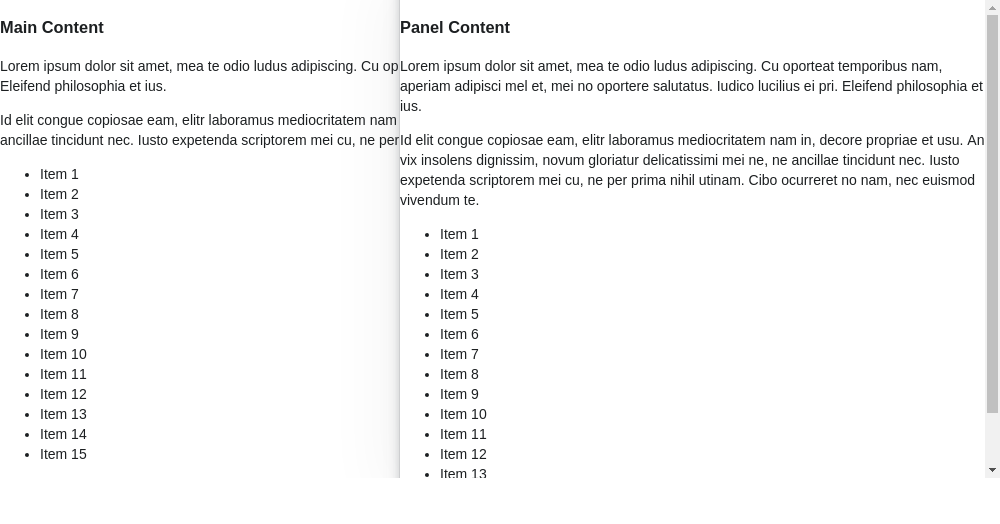 Main Content
Lorem ipsum dolor sit amet, mea te odio ludus adipiscing. Cu op
Eleifend philosophia et ius.
Id elit congue copiosae eam, elitr laboramus mediocritatem nam
ancillae tincidunt nec. Iusto expetenda scriptorem mei cu, ne per
Item 1
Item 2
Item 3
Item 4
Item 5
Item 6
Item 7
Item 8
Item 9
Item 10
Item 11
Item 12
Item 13
Item 14
Item 15
Panel Content
Lorem ipsum dolor sit amet, mea te odio ludus adipiscing. Cu oporteat temporibus nam,
aperiam adipisci mel et, mei no oportere salutatus. Iudico lucilius ei pri. Eleifend philosophia et
ius.
Id elit congue copiosae eam, elitr laboramus mediocritatem nam in, decore propriae et usu. An
vix insolens dignissim, novum gloriatur delicatissimi mei ne, ne ancillae tincidunt nec. Iusto
expetenda scriptorem mei cu, ne per prima nihil utinam. Cibo ocurreret no nam, nec euismod
vivendum te.
Item 1
Item 2
Item 3
Item 4
Item 5
Item 6
Item 7
Item 8
Item 9
Item 10
Item 11
Item 12
Item 13